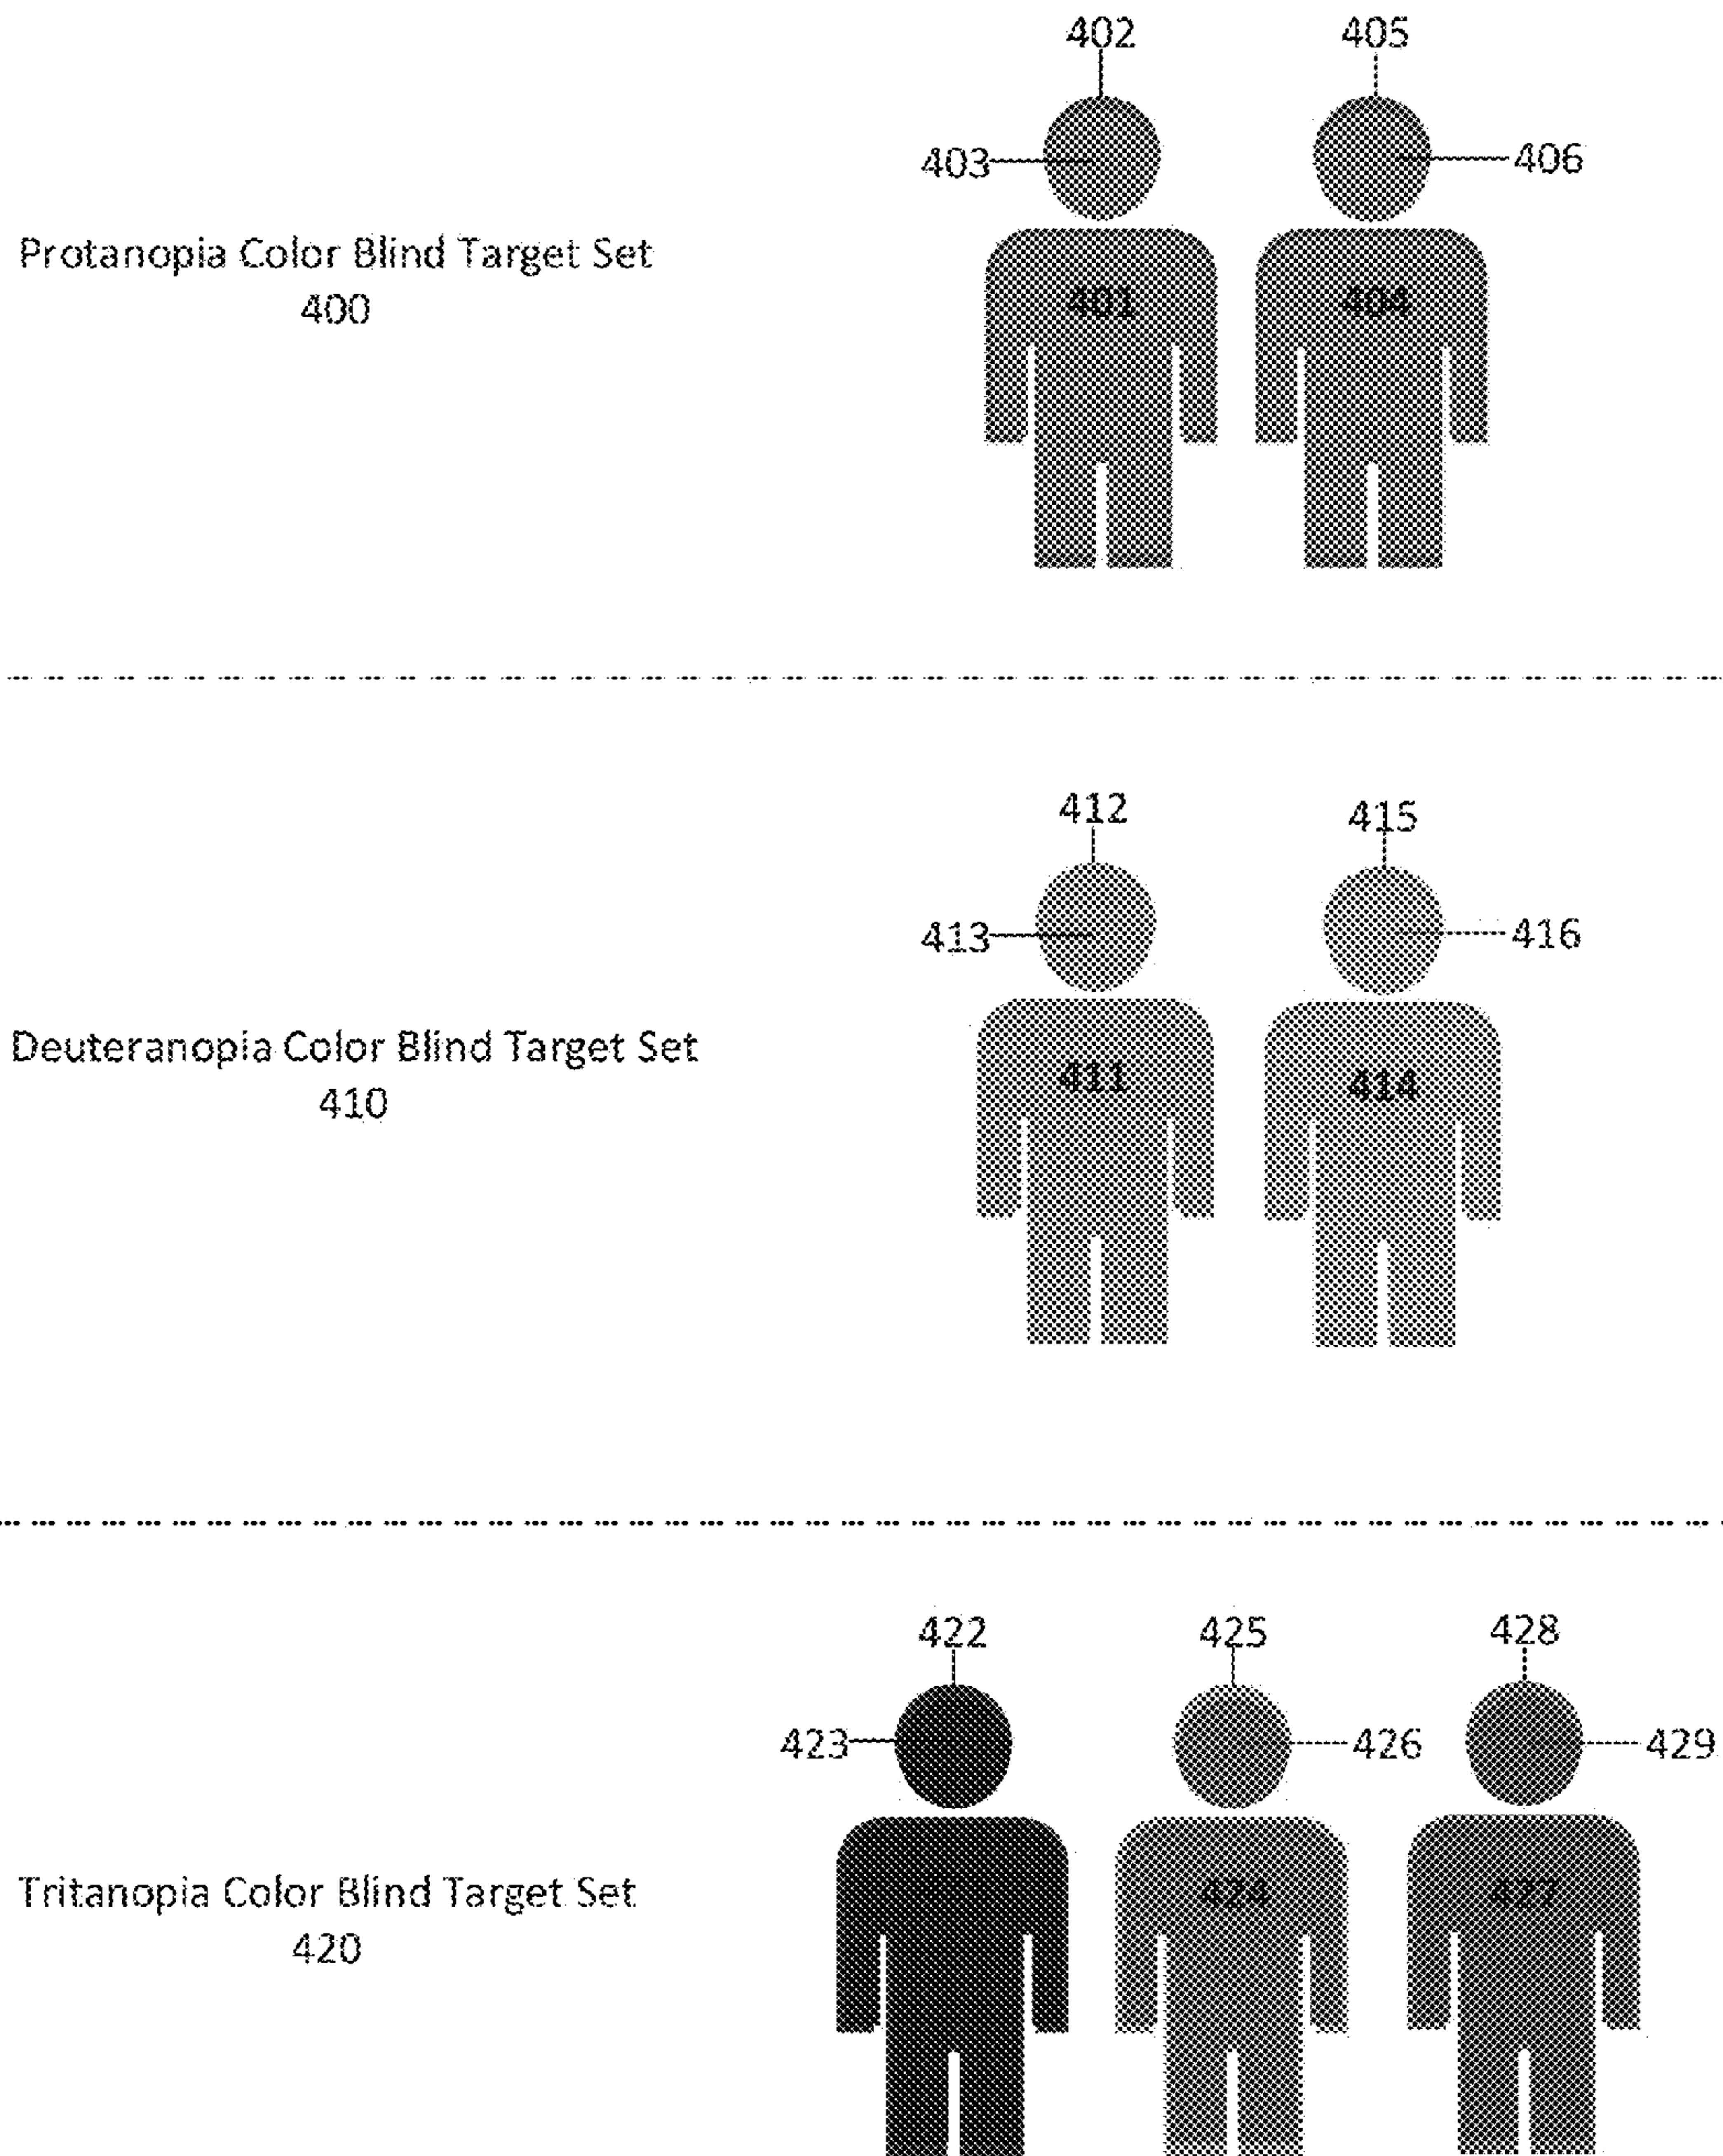 402 405
403 406
Protanopia Color Blind Target Set
400
401 404
412 415
413 416
Deuteranopia Color Blind Target Set
410
411 414
422 425 428
423 426 429
Tritanopia Color Blind Target Set
420
424 427